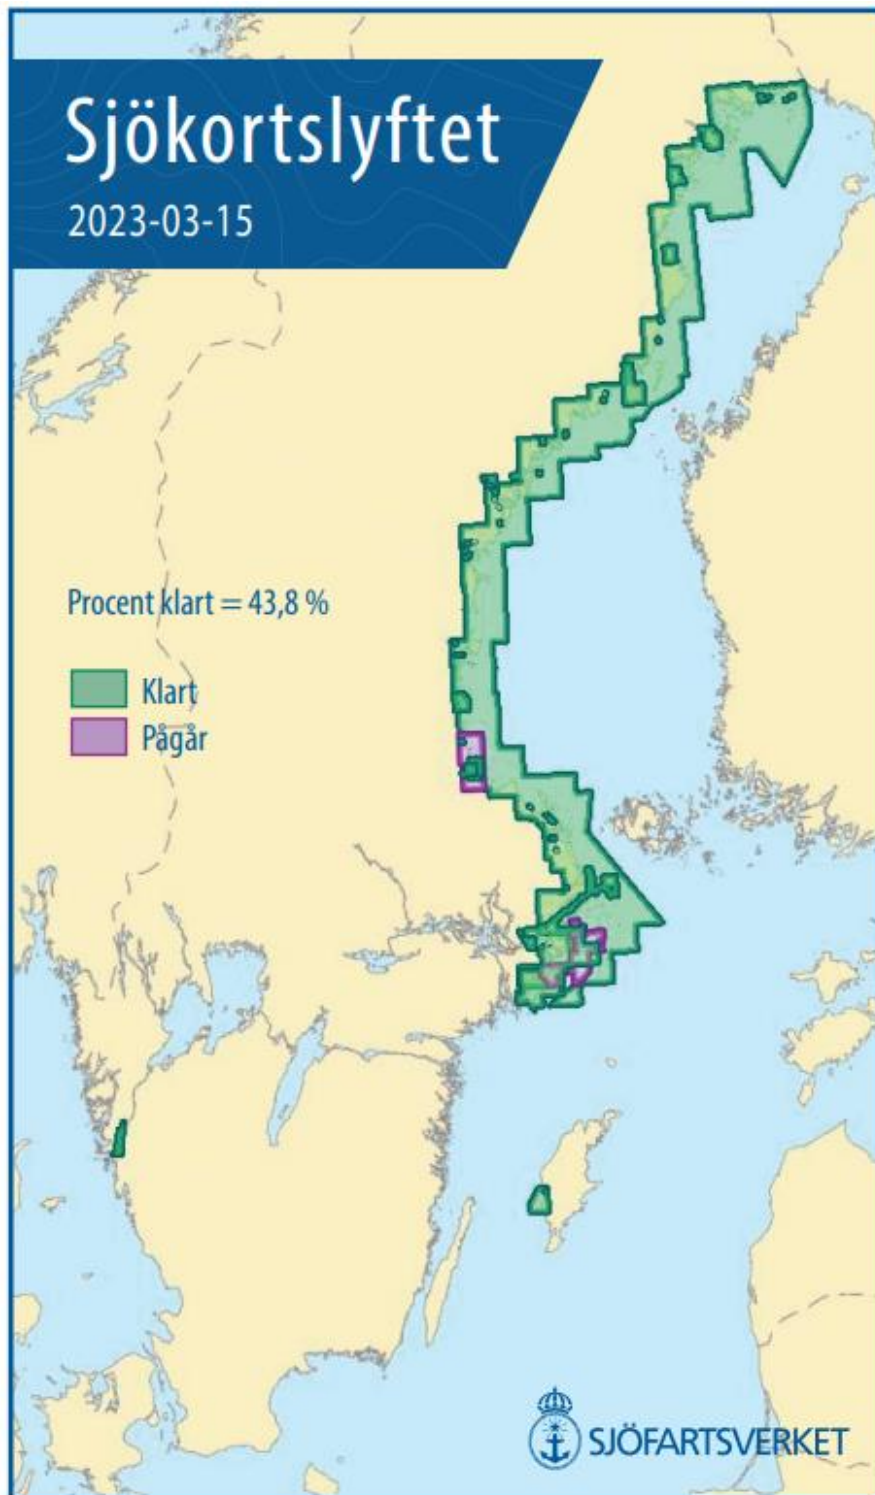 Sjökortslyftet
2023-03-15
Procent klart = 43,8 %
Klart
Pågår
SJÖFARTSVERKET